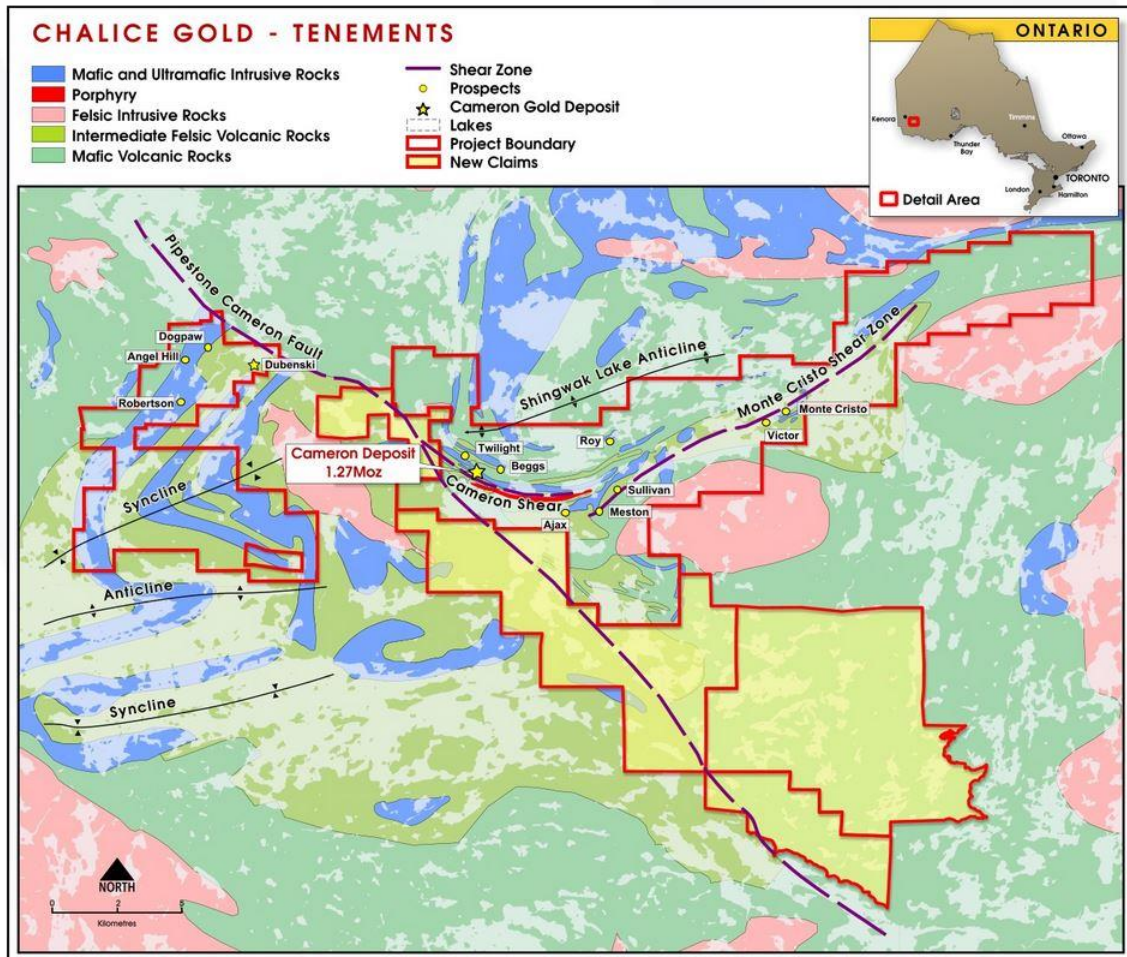 CHALICE GOLD - TENEMENTS
Mafic and Ultramafic Intrusive Rocks
Porphyry
Felsic Intrusive Rocks
Intermediate Felsic Volcanic Rocks
Mafic Volcanic Rocks
Shear Zone
Prospects
Cameron Gold Deposit
Lakes
Project Boundary
New Claims
ONTARIO
Kenora
Timmins
Thunder
Bay
Ottawa
TORONTO
London
Hamilton
Detail Area
Pipestone Cameron Fault
Dogpaw
Angel Hill
Dubenski
Robertson
Shingwak Lake Anticline
Monte Cristo Shear Zone
Monte Cristo
Victor
Roy
Twilight
Beggs
Cameron Deposit
1.27Moz
Cameron Shear
Sullivan
Meston
Ajax
Syncline
Anticline
Syncline
NORTH
0 2 5
Kilometres